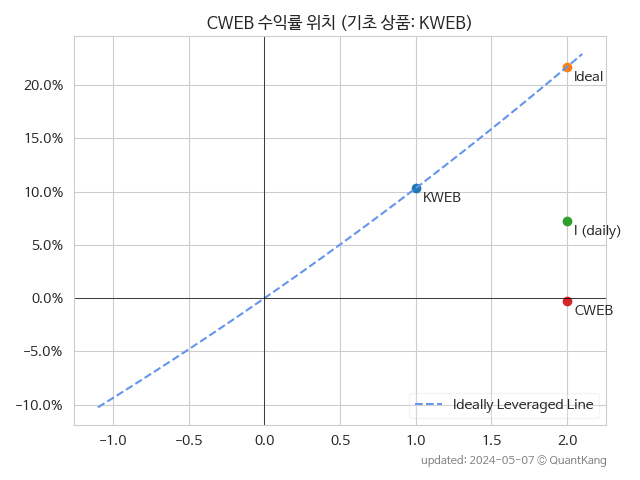 CWEB 수익률 위치 (기초 상품: KWEB)
20.0%
15.0%
10.0%
5.0%
0.0%
−5.0%
−10.0%
Ideal
KWEB
I (daily)
CWEB
Ideally Leveraged Line
−1.0 −0.5 0.0 0.5 1.0 1.5 2.0
updated: 2024-05-07 © QuantKang